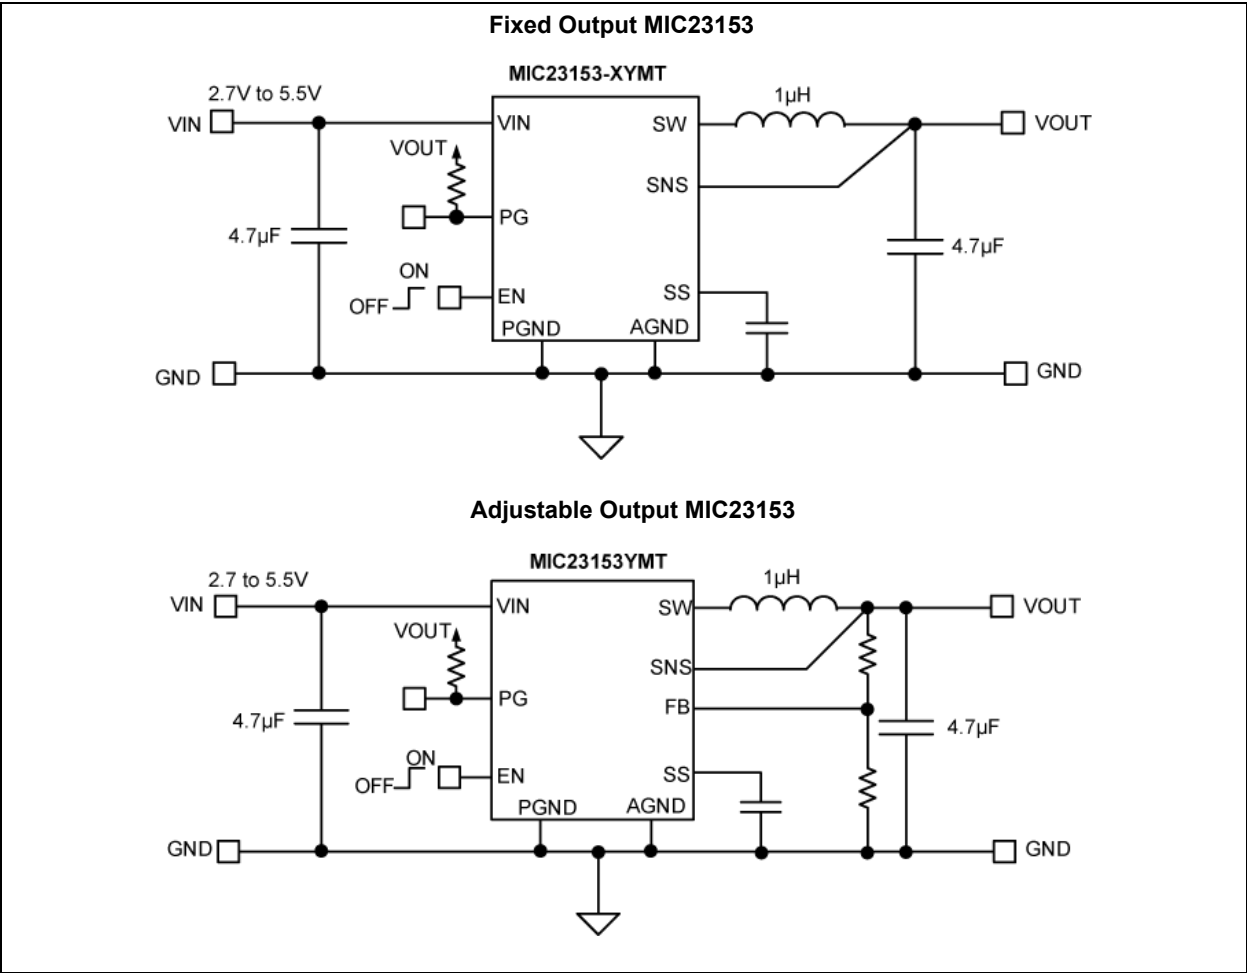 Fixed Output MIC23153
MIC23153-XYMT
2.7V to 5.5V
1µH
VIN
VIN
SW
VOUT
VOUT
SNS
PG
4.7µF
4.7µF
ON
OFF
EN
SS
PGND
AGND
GND
GND
Adjustable Output MIC23153
MIC23153YMT
2.7 to 5.5V
1µH
VIN
VIN
SW
VOUT
VOUT
SNS
PG
FB
4.7µF
4.7µF
ON
OFF
EN
SS
PGND
AGND
GND
GND